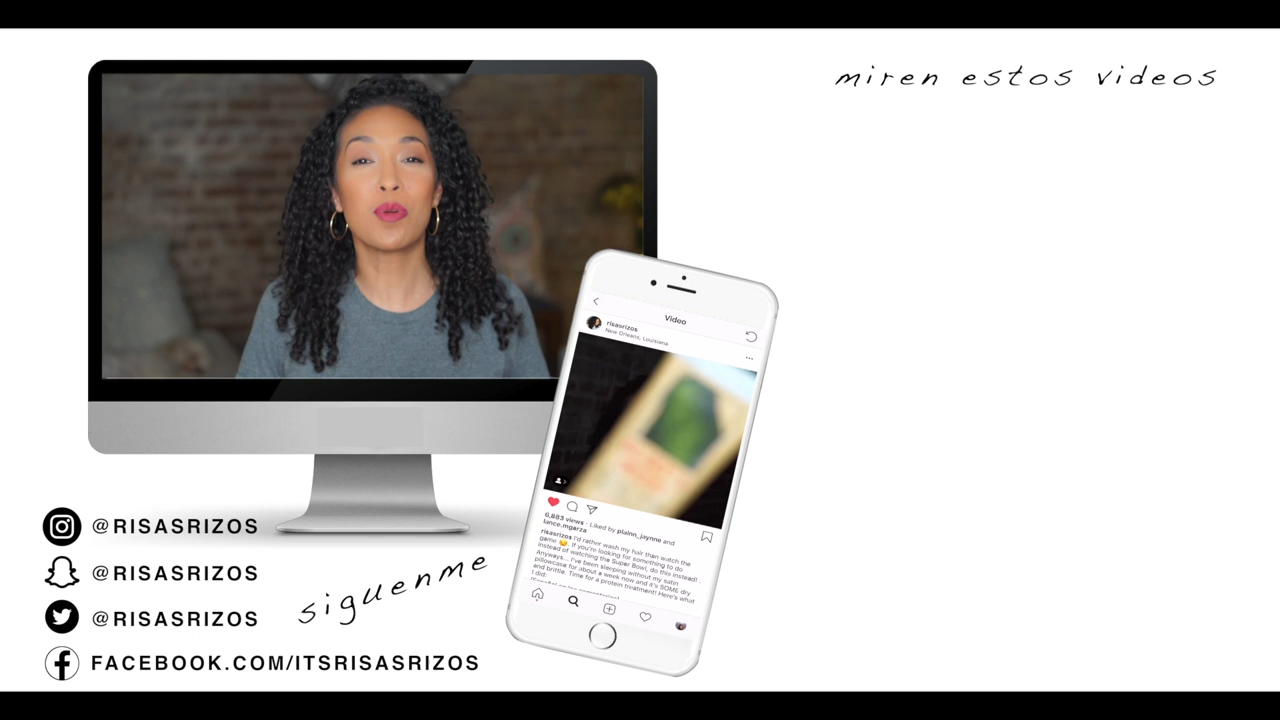 miren estos videos
Video
risasrizos
New Orleans, Louisiana
6,883 views · Liked by plainn_jaynne and
lance.mgarza
risasrizos I'd rather wash my hair than watch the
game 😏. If you're looking for something to do
instead of watching the Super Bowl, do this instead! .
Anyways... I've been sleeping without my satin
pillowcase for about a week now and it's SOME dry
and brittle. Time for a protein treatment! Here's what
I did:
@RISASRIZOS
@RISASRIZOS
@RISASRIZOS
FACEBOOK.COM/ITSRISASRIZOS
siguenme